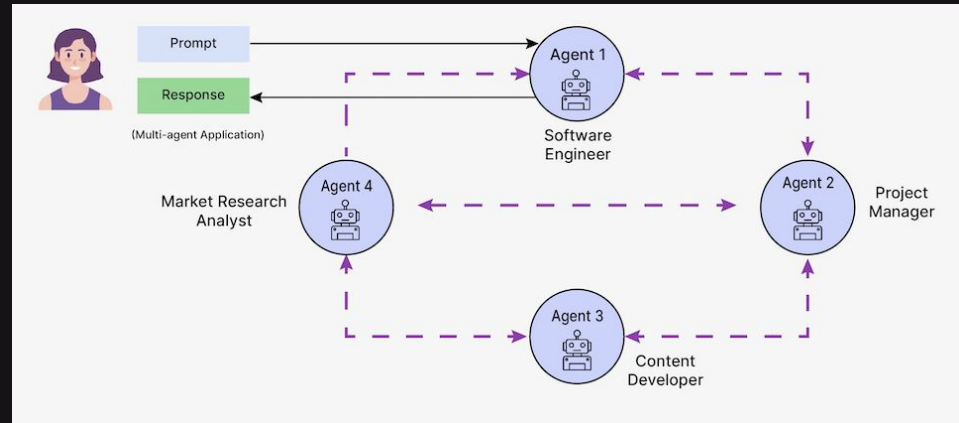 Prompt
Agent 1
Response
(Multi-agent Application)
Software
Engineer
Agent 4
Market Research
Analyst
Agent 2
Project
Manager
Agent 3
Content
Developer